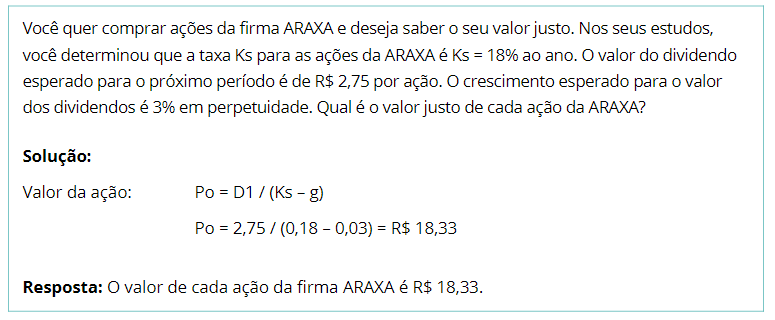 Você quer comprar ações da firma ARAXA e deseja saber o seu valor justo. Nos seus estudos,
você determinou que a taxa Ks para as ações da ARAXA é Ks = 18% ao ano. O valor do dividendo
esperado para o próximo período é de R$ 2,75 por ação. O crescimento esperado para o valor
dos dividendos é 3% em perpetuidade. Qual é o valor justo de cada ação da ARAXA?
Solução:
Valor da ação: Po = D1 / (Ks – g)
Po = 2,75 / (0,18 – 0,03) = R$ 18,33
Resposta: O valor de cada ação da firma ARAXA é R$ 18,33.